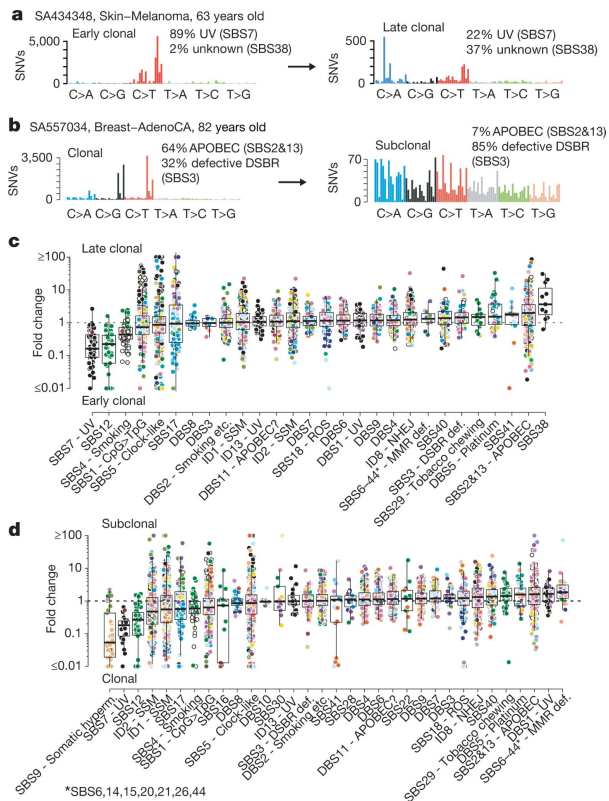 a SA434348, Skin–Melanoma, 63 years old
Early clonal
89% UV (SBS7)
2% unknown (SBS38)
Late clonal
22% UV (SBS7)
37% unknown (SBS38)
SNVs
5,000
0
500
0
C>A C>G C>T T>A T>C T>G
C>A C>G C>T T>A T>C T>G
b SA557034, Breast–AdenoCA, 82 years old
Clonal
64% APOBEC (SBS2&13)
32% defective DSBR
(SBS3)
Subclonal
7% APOBEC (SBS2&13)
85% defective DSBR
(SBS3)
SNVs
3,500
0
70
0
C>A C>G C>T T>A T>C T>G
C>A C>G C>T T>A T>C T>G
c
Late clonal
Fold change
≥100
10
1
0.1
≤0.01
Early clonal
SBS7 - UV
SBS12
SBS4 - Smoking
SBS1 - CpG>TpG
SBS5 - Clock-like
SBS17
DBS8
DBS3
DBS2 - Smoking etc.
ID1 - SSM
ID13 - UV
DBS11 - APOBEC?
ID2 - SSM
DBS7
SBS18 - ROS
DBS6
DBS1 - UV
DBS9
DBS4
ID8 - NHEJ
SBS6–44* - MMR def.
SBS40
SBS3 - DSBR def.
SBS29 - Tobacco chewing
DBS5 - Platinum
SBS41
SBS2&13 - APOBEC
SBS38
d
Subclonal
Fold change
≥100
10
1
0.1
≤0.01
Clonal
SBS9 - Somatic hyperm.
SBS7 - UV
SBS12
ID2 - SSM
ID1 - SSM
SBS17
SBS4 - Smoking
SBS1 - CpG>TpG
SBS16
DBS8
SBS5 - Clock-like
DBS10
SBS30
ID13 - UV
SBS3 - DSBR def.
DBS2 - Smoking etc.
SBS41
SBS28
DBS4
DBS6
DBS11 - APOBEC?
SBS22
DBS9
DBS7
DBS3
SBS18 - ROS
ID8 - NHEJ
SBS40
SBS29 - Tobacco chewing
DBS5 - Platinum
SBS2&13 - APOBEC
DBS1 - UV
SBS6–44* - MMR def.
*SBS6,14,15,20,21,26,44